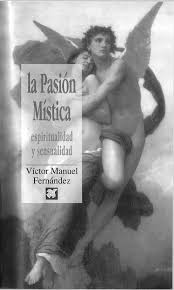 la Pasión
Mística
espiritualidad
y sensualidad
Víctor Manuel
Fernández